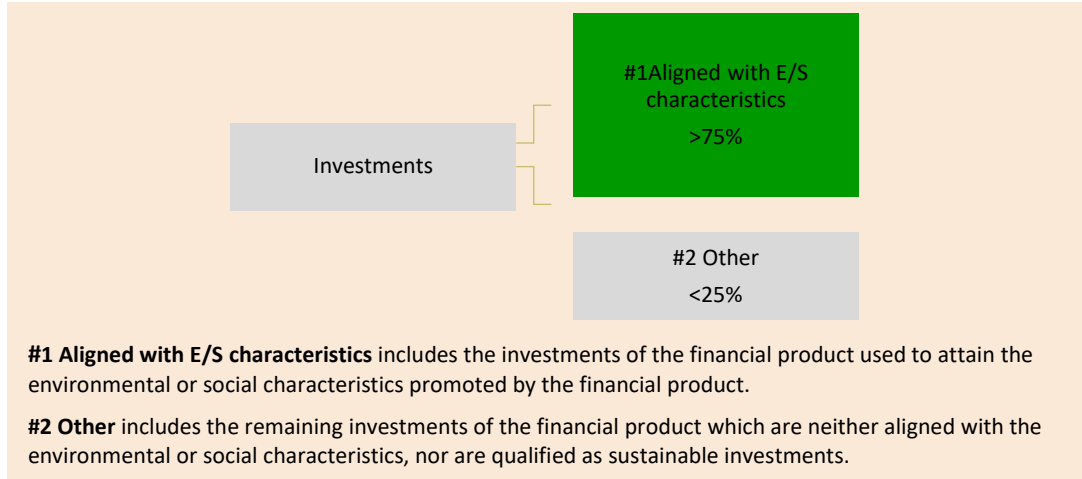 #1Aligned with E/S
characteristics
>75%
Investments
#2 Other
<25%
#1 Aligned with E/S characteristics includes the investments of the financial product used to attain the
environmental or social characteristics promoted by the financial product.
#2 Other includes the remaining investments of the financial product which are neither aligned with the
environmental or social characteristics, nor are qualified as sustainable investments.